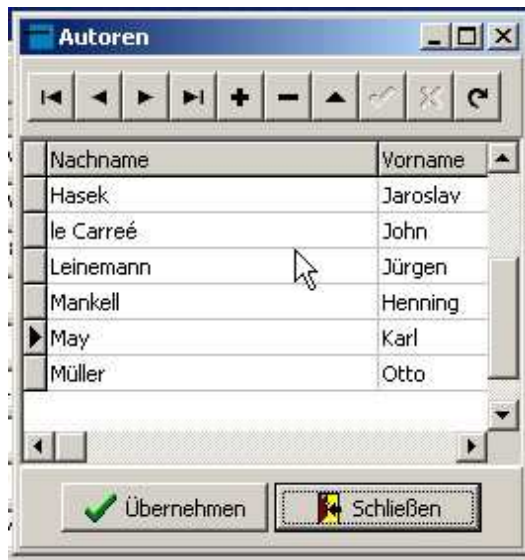 Autoren
Nachname Vorname
Hasek Jaroslav
le Carreé John
Leinemann Jürgen
Mankell Henning
May Karl
Müller Otto
Übernehmen Schließen